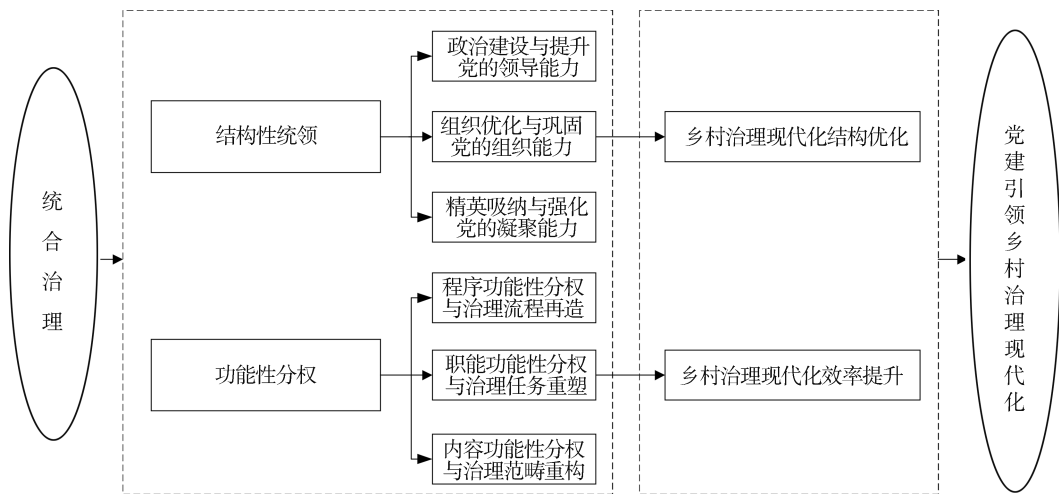 统合治理
结构性统领
政治建设与提升
党的领导能力
组织优化与巩固
党的组织能力
精英吸纳与强化
党的凝聚能力
乡村治理现代化结构优化
功能性分权
程序功能性分权
与治理流程再造
职能功能性分权
与治理任务重塑
内容功能性分权
与治理范畴重构
乡村治理现代化效率提升
党建引领乡村治理现代化